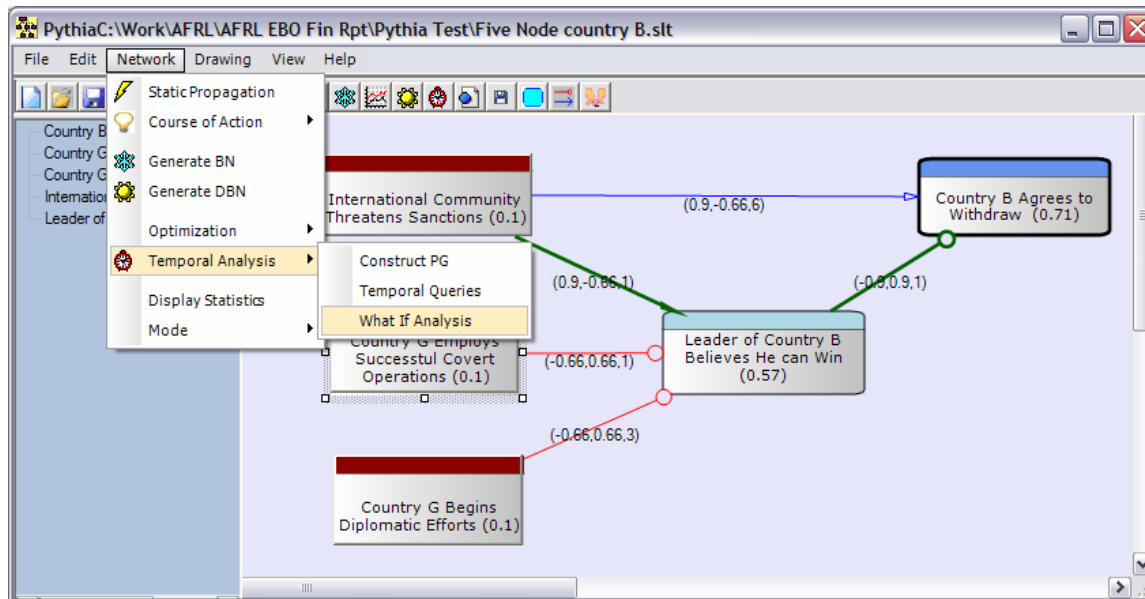 PythiaC:\Work\AFRL\AFRL EBO Fin Rpt\Pythia Test\Five Node country B.slt
File Edit Network Drawing View Help
Static Propagation
Course of Action
Generate BN
Generate DBN
Optimization
Temporal Analysis
Display Statistics
Mode
Construct PG
Temporal Queries
What If Analysis
Country B
Country G
Country G
Internation
Leader of
International Community
Threatens Sanctions (0.1)
(0.9,-0.66,6)
Country B Agrees to
Withdraw (0.71)
(0.9,-0.66,1)
(-0.9,0.9,1)
Country G Employs
Successful Covert
Operations (0.1)
(-0.66,0.66,1)
Leader of Country B
Believes He can Win
(0.57)
(-0.66,0.66,3)
Country G Begins
Diplomatic Efforts (0.1)